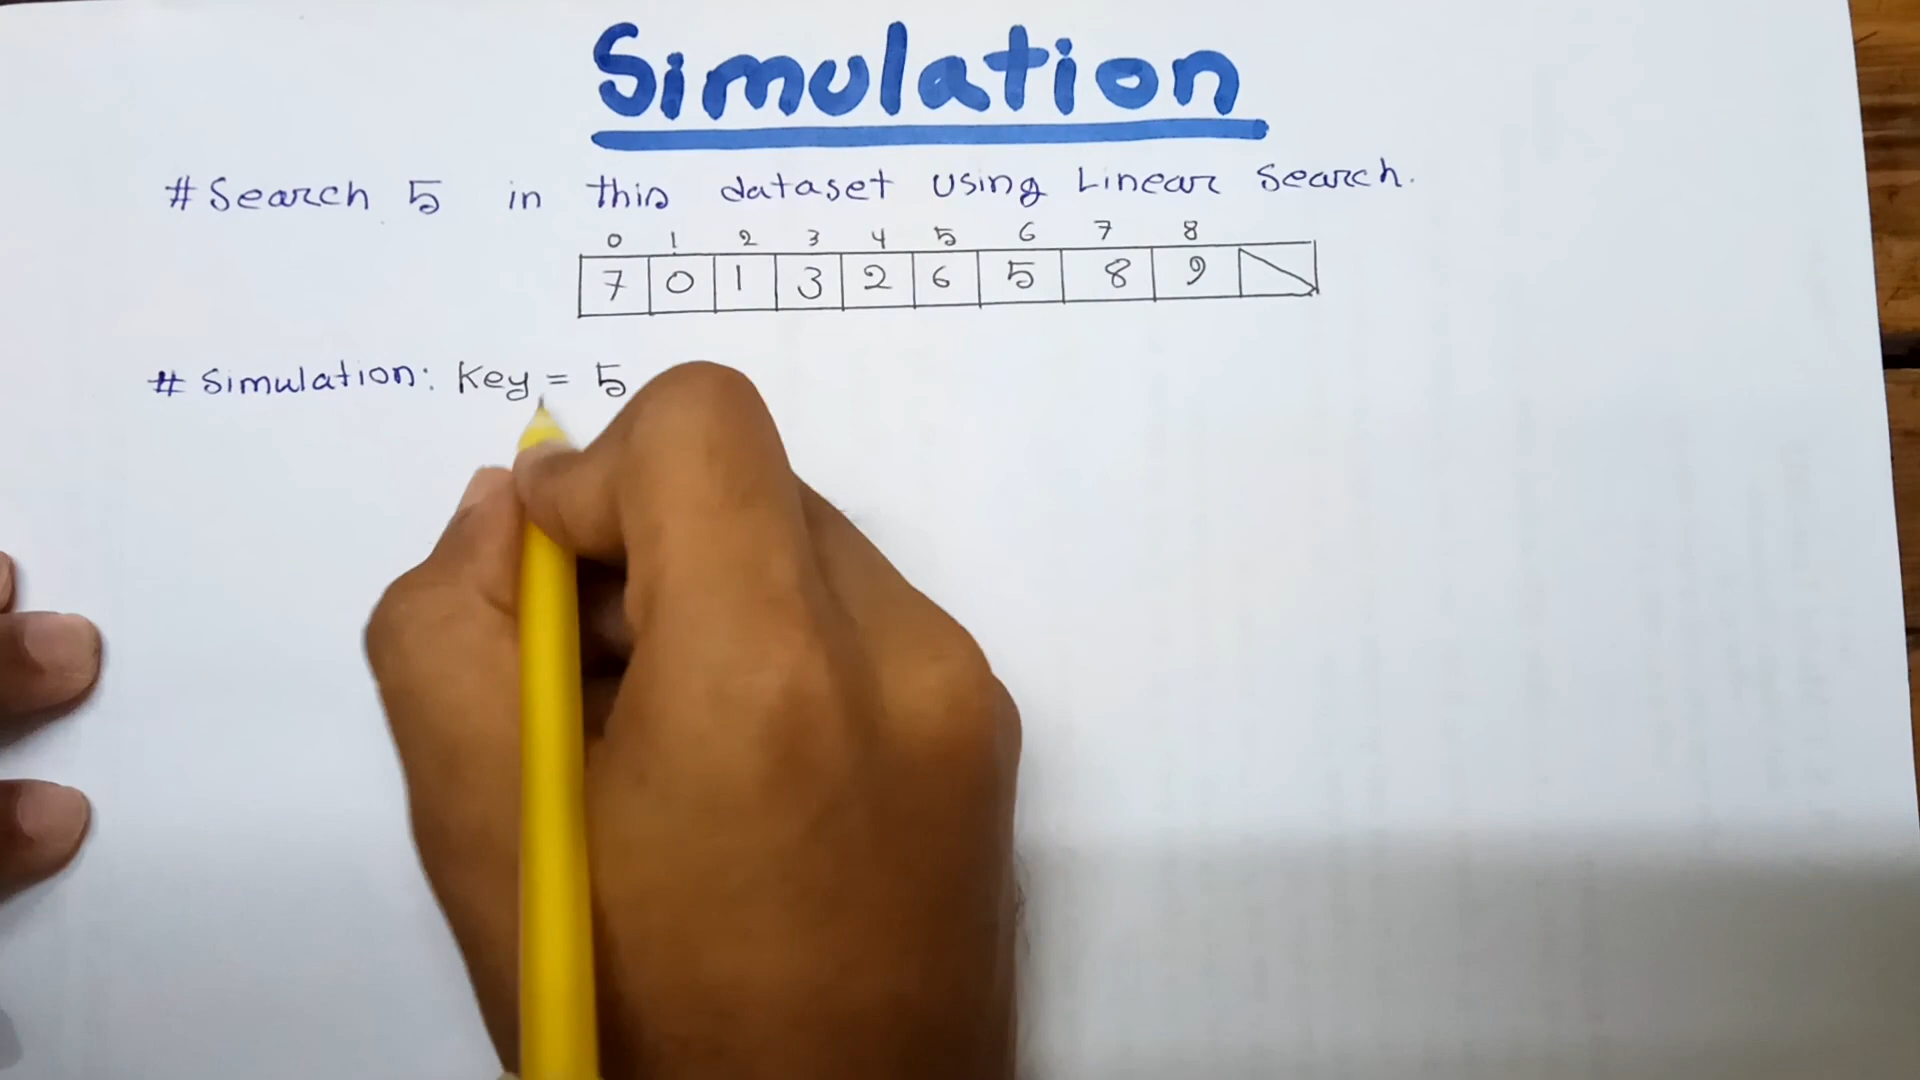 Simulation
# Search 5 in this dataset using Linear Search.
0 1 2 3 4 5 6 7 8
7 0 1 3 2 6 5 8 9
# Simulation: Key = 5